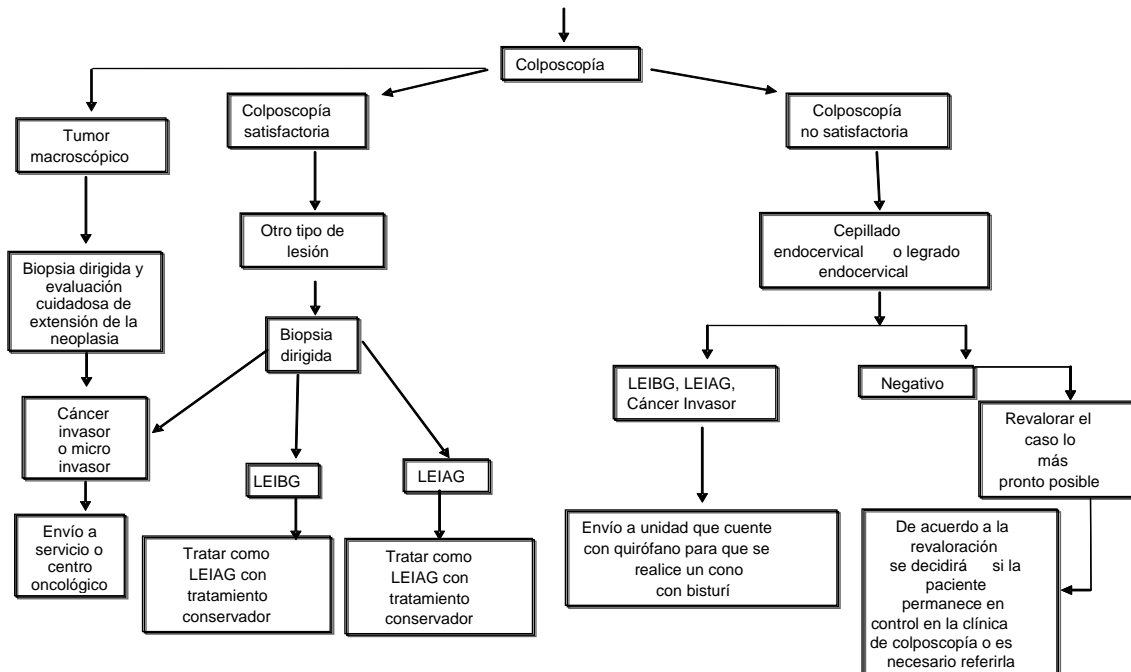 Colposcopía
Tumor
macroscópico
Colposcopía
satisfactoria
Colposcopía
no satisfactoria
Otro tipo de
lesión
Cepillado
endocervical o legrado
endocervical
Biopsia dirigida y
evaluación
cuidadosa de
extensión de la
neoplasia
Biopsia
dirigida
LEIBG, LEIAG,
Cáncer Invasor
Negativo
Cáncer
invasor
o micro
invasor
Revalorar el
caso lo
más
pronto posible
LEIBG
LEIAG
Envío a
servicio o
centro
oncológico
Tratar como
LEIAG con
tratamiento
conservador
Tratar como
LEIAG con
tratamiento
conservador
Envío a unidad que cuente
con quirófano para que se
realice un cono
con bisturí
De acuerdo a la
revaloración
se decidirá si la
paciente
permanece en
control en la clínica
de colposcopía o es
necesario referirla